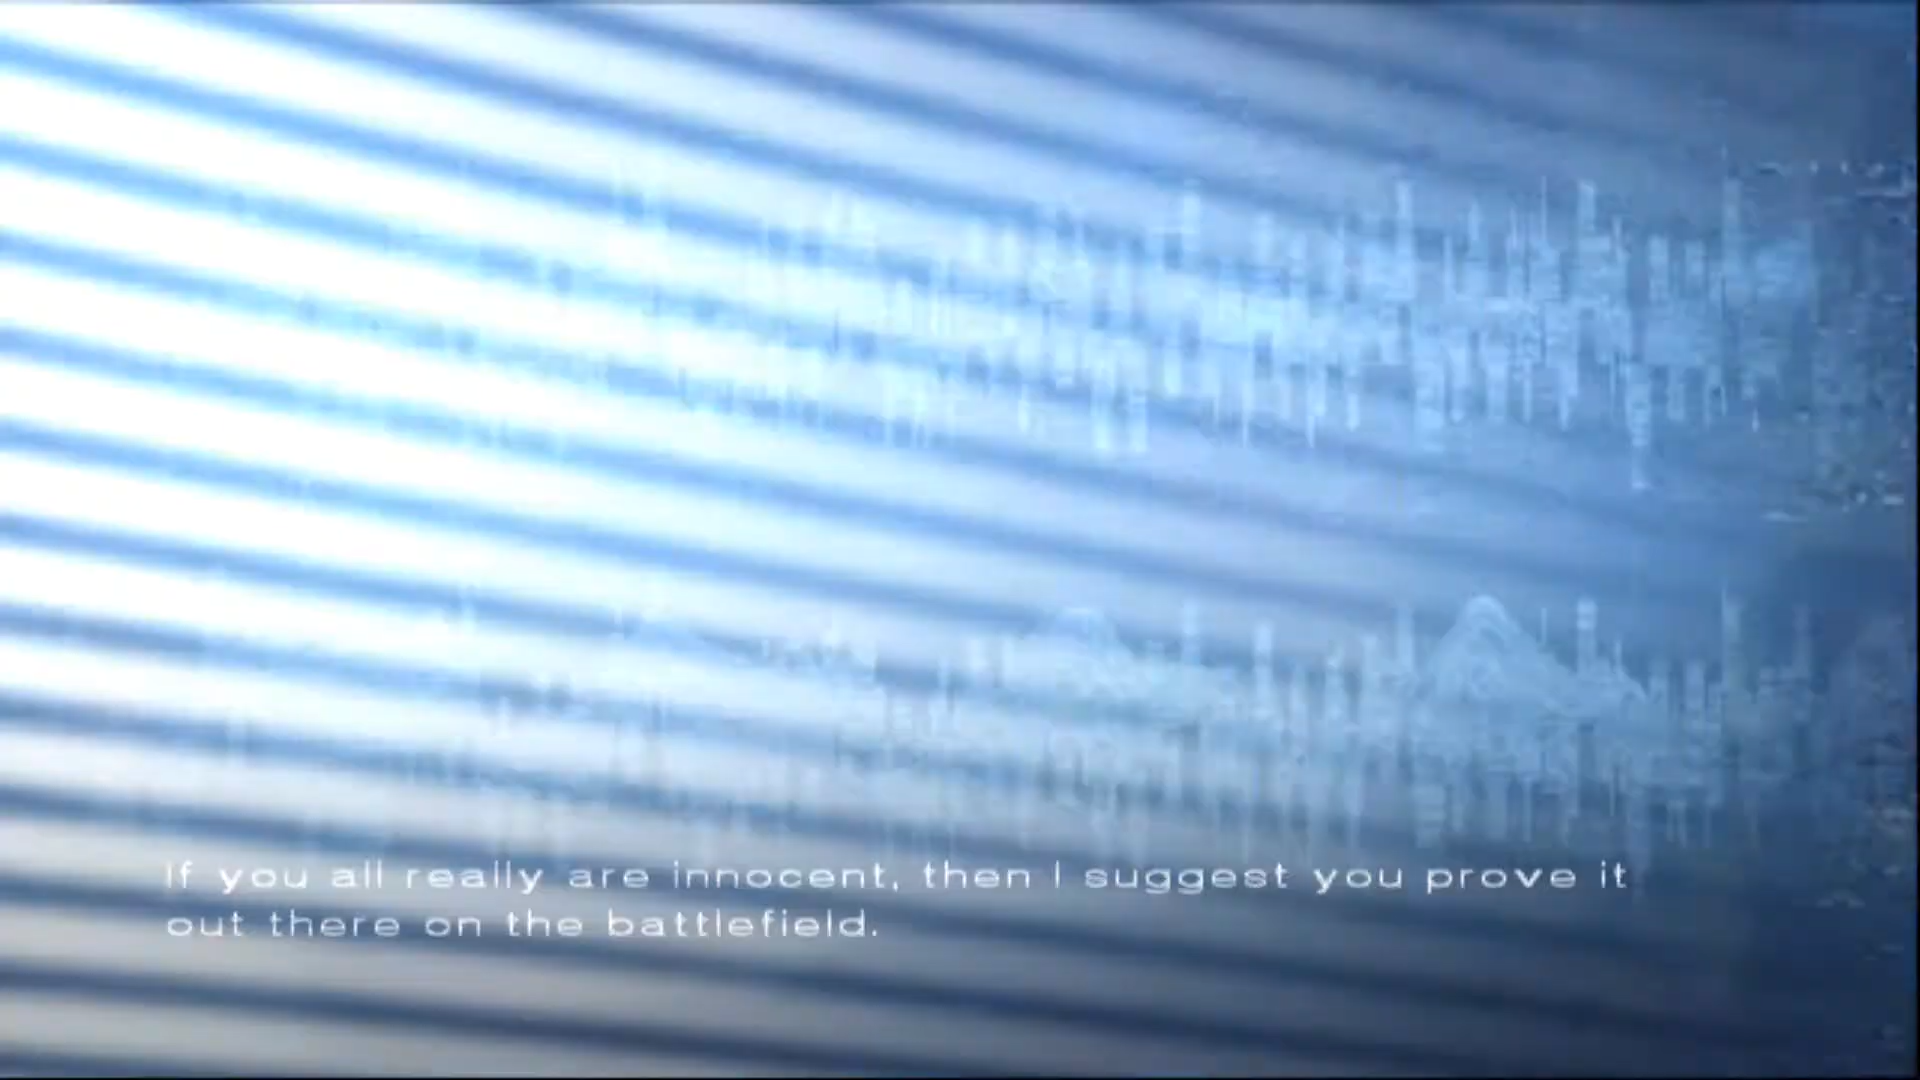 If you all really are innocent, then I suggest you prove it
out there on the battlefield.